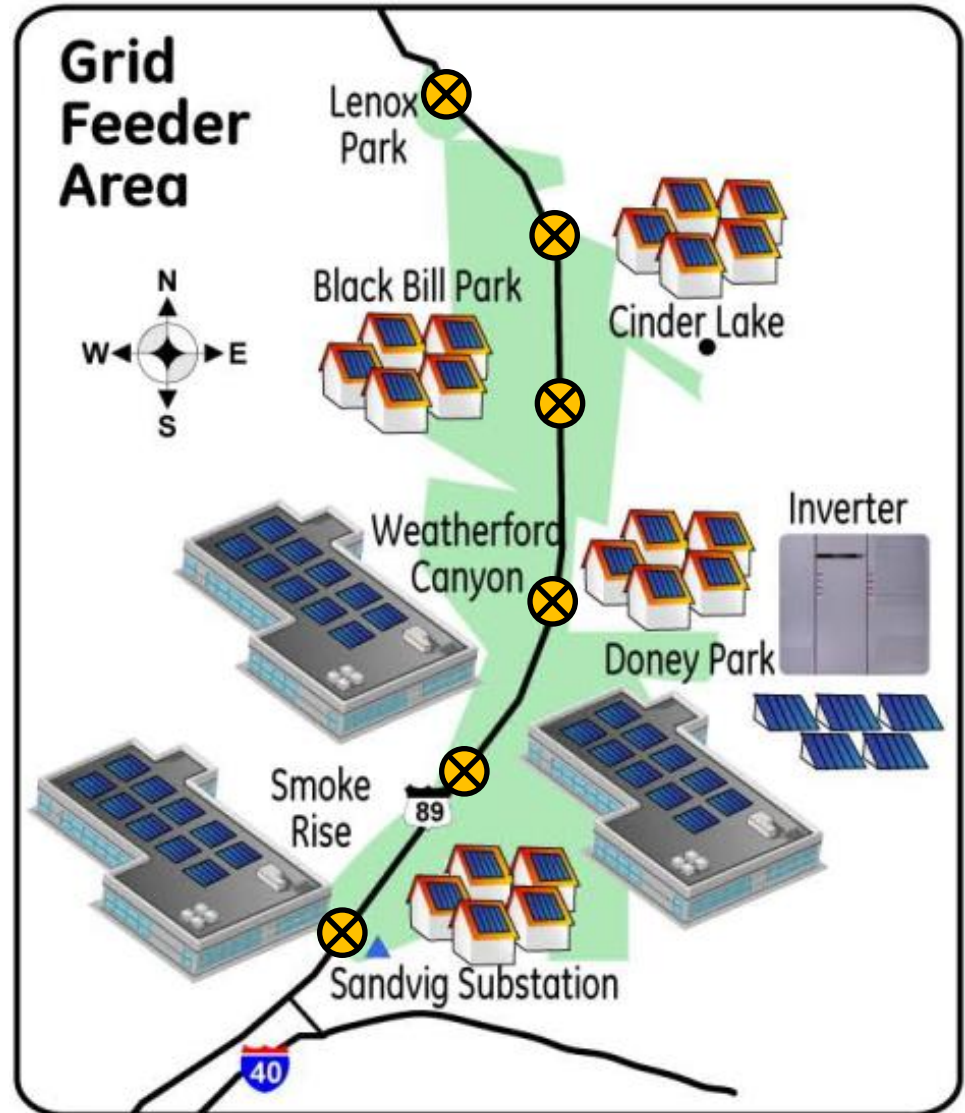 Grid
Feeder
Area
Lenox
Park
N
W
E
S
Black Bill Park
Cinder Lake
Weatherford
Canyon
Inverter
Doney Park
Smoke
Rise
89
Sandvig Substation
40